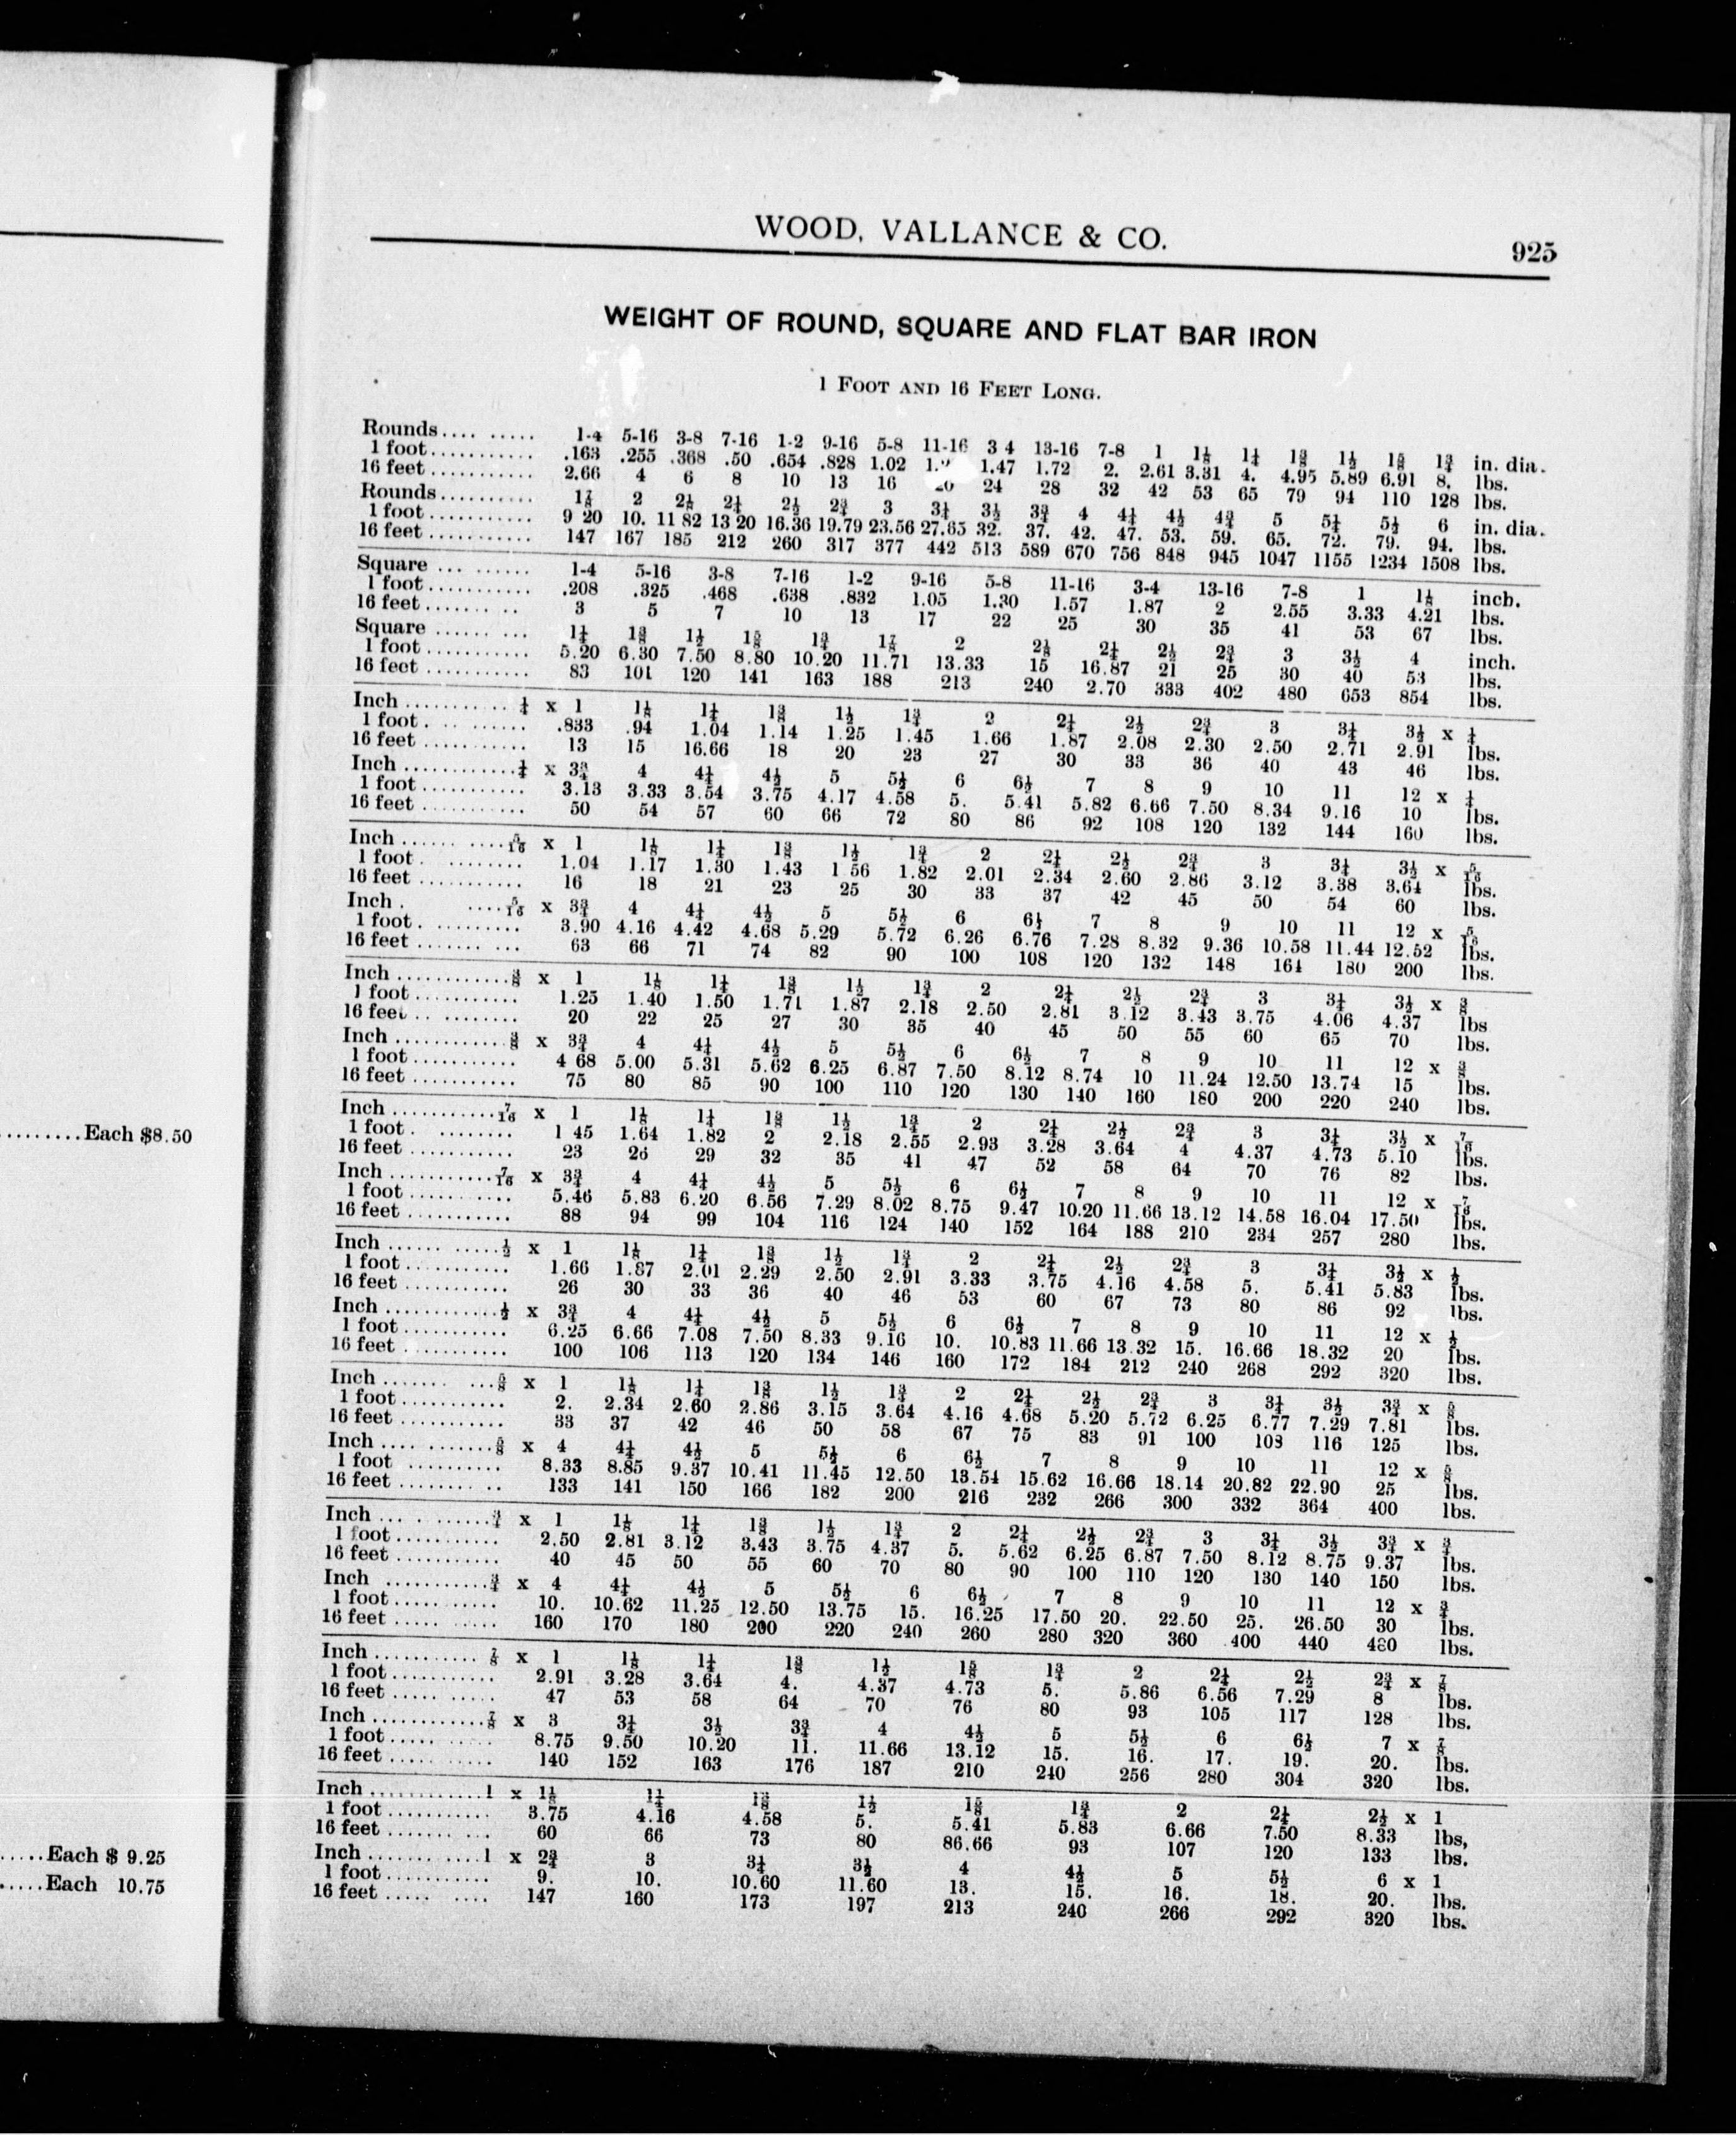 WOOD, VALLANCE & CO.
925
WEIGHT OF ROUND, SQUARE AND FLAT BAR IRON
1 FOOT AND 16 FEET LONG.
Rounds.... ..... 1-4 5-16 3-8 7-16 1-2 9-16 5-8 11-16 3 4 13-16 7-8 1 1⅛ 1¼ 1⅜ 1½ 1⅝ 1¾ in. dia.
1 foot........... .163 .255 .368 .50 .654 .828 1.02 1.47 1.72 2. 2.61 3.31 4. 4.95 5.89 6.91 8. lbs.
16 feet........... 2.66 4 6 8 10 13 16 20 24 28 32 42 53 65 79 94 110 128 lbs.
Rounds.......... 1⅞ 2 2⅛ 2¼ 2½ 2¾ 3 3¼ 3½ 3¾ 4 4¼ 4½ 4¾ 5 5¼ 5½ 6 in. dia.
1 foot........... 9 20 10. 11 82 13 20 16.36 19.79 23.56 27.65 32. 37. 42. 47. 53. 59. 65. 72. 79. 94. lbs.
16 feet........... 147 167 185 212 260 317 377 442 513 589 670 756 848 945 1047 1155 1234 1508 lbs.
Square ... ...... 1-4 5-16 3-8 7-16 1-2 9-16 5-8 11-16 3-4 13-16 7-8 1 1⅛ inch.
1 foot........... .208 .325 .468 .638 .832 1.05 1.30 1.57 1.87 2 2.55 3.33 4.21 lbs.
16 feet....... .. 3 5 7 10 13 17 22 25 30 35 41 53 67 lbs.
Square ...... ... 1¼ 1⅜ 1½ 1⅝ 1¾ 1⅞ 2 2⅛ 2¼ 2½ 2¾ 3 3½ 4 inch.
1 foot........... 5.20 6.30 7.50 8.80 10.20 11.71 13.33 15 16.87 21 25 30 40 53 lbs.
16 feet ........... 83 101 120 141 163 188 213 240 2.70 333 402 480 653 854 lbs.
Inch ........... ¼ x 1 1⅛ 1¼ 1⅜ 1½ 1¾ 2 2¼ 2½ 2¾ 3 3¼ 3½ x ¼
1 foot. .. ...... .833 .94 1.04 1.14 1.25 1.45 1.66 1.87 2.08 2.30 2.50 2.71 2.91 lbs.
16 feet ........... 13 15 16.66 18 20 23 27 30 33 36 40 43 46 lbs.
Inch ............¼ x 3¾ 4 4¼ 4½ 5 5½ 6 6½ 7 8 9 10 11 12 x ¼
1 foot........... 3.13 3.33 3.54 3.75 4.17 4.58 5. 5.41 5.82 6.66 7.50 8.34 9.16 10 lbs.
16 feet ........... 50 54 57 60 66 72 80 86 92 108 120 132 144 160 lbs.
Inch ...... ....5/16 x 1 1⅛ 1¼ 1⅜ 1½ 1¾ 2 2¼ 2½ 2¾ 3 3¼ 3½ x 5/16
1 foot. ......... 1.04 1.17 1.30 1.43 1 56 1.82 2.01 2.34 2.60 2.86 3.12 3.38 3.64 lbs.
16 feet ........... 16 18 21 23 25 30 33 37 42 45 50 54 60 lbs.
Inch . ....5/16 x 3¾ 4 4¼ 4½ 5 5½ 6 6½ 7 8 9 10 11 12 x 5/16
1 foot. ......... 3.90 4.16 4.42 4.68 5.29 5.72 6.26 6.76 7.28 8.32 9.36 10.58 11.44 12.52 lbs.
16 feet ....... ... 63 66 71 74 82 90 100 108 120 132 148 164 180 200 lbs.
Inch ............⅜ x 1 1⅛ 1¼ 1⅜ 1½ 1¾ 2 2¼ 2½ 2¾ 3 3¼ 3½ x ⅜
1 foot........... 1.25 1.40 1.50 1.71 1.87 2.18 2.50 2.81 3.12 3.43 3.75 4.06 4.37 lbs
16 feet .. ........ 20 22 25 27 30 35 40 45 50 55 60 65 70 lbs.
Inch ............⅜ x 3¾ 4 4¼ 4½ 5 5½ 6 6½ 7 8 9 10 11 12 x ⅜
1 foot........... 4 68 5.00 5.31 5.62 6.25 6.87 7.50 8.12 8.74 10 11.24 12.50 13.74 15 lbs.
16 feet ........... 75 80 85 90 100 110 120 130 140 160 180 200 220 240 lbs.
Inch ...........7/16 x 1 1⅛ 1¼ 1⅜ 1½ 1¾ 2 2¼ 2½ 2¾ 3 3¼ 3½ x 7/16
1 foot. ........ 1 45 1.64 1.82 2 2.18 2.55 2.93 3.28 3.64 4 4.37 4.73 5.10 lbs.
16 feet ........... 23 26 29 32 35 41 47 52 58 64 70 76 82 lbs.
Inch ...........7/16 x 3¾ 4 4¼ 4½ 5 5½ 6 6½ 7 8 9 10 11 12 x 7/16
1 foot........... 5.46 5.83 6.20 6.56 7.29 8.02 8.75 9.47 10.20 11.66 13.12 14.58 16.04 17.50 lbs.
16 feet ........... 88 94 99 104 116 124 140 152 164 188 210 234 257 280 lbs.
Inch ...... .....½ x 1 1⅛ 1¼ 1⅜ 1½ 1¾ 2 2¼ 2½ 2¾ 3 3¼ 3½ x ½
1 foot........... 1.66 1.87 2.01 2.29 2.50 2.91 3.33 3.75 4.16 4.58 5. 5.41 5.83 lbs.
16 feet ........... 26 30 33 36 40 46 53 60 67 73 80 86 92 lbs.
Inch ............½ x 3¾ 4 4¼ 4½ 5 5½ 6 6½ 7 8 9 10 11 12 x ½
1 foot........... 6.25 6.66 7.08 7.50 8.33 9.16 10. 10.83 11.66 13.32 15. 16.66 18.32 20 lbs.
16 feet ........... 100 106 113 120 134 146 160 172 184 212 240 268 292 320 lbs.
Inch ....... ...⅝ x 1 1⅛ 1¼ 1⅜ 1½ 1¾ 2 2¼ 2½ 2¾ 3 3¼ 3½ 3¾ x ⅝
1 foot........... 2. 2.34 2.60 2.86 3.15 3.64 4.16 4.68 5.20 5.72 6.25 6.77 7.29 7.81 lbs.
16 feet ........... 33 37 42 46 50 58 67 75 83 91 100 108 116 125 lbs.
Inch .... .......⅝ x 4 4¼ 4½ 5 5½ 6 6½ 7 8 9 10 11 12 x ⅝
1 foot .......... 8.33 8.85 9.37 10.41 11.45 12.50 13.54 15.62 16.66 18.14 20.82 22.90 25 lbs.
16 feet ........ .. 133 141 150 166 182 200 216 232 266 300 332 364 400 lbs.
Inch ... . ......¾ x 1 1⅛ 1¼ 1⅜ 1½ 1¾ 2 2¼ 2½ 2¾ 3 3¼ 3½ 3¾ x ¾
1 foot........... 2.50 2.81 3.12 3.43 3.75 4.37 5. 5.62 6.25 6.87 7.50 8.12 8.75 9.37 lbs.
16 feet ........... 40 45 50 55 60 70 80 90 100 110 120 130 140 150 lbs.
Inch ...........¾ x 4 4¼ 4½ 5 5½ 6 6½ 7 8 9 10 11 12 x ¾
1 foot........... 10. 10.62 11.25 12.50 13.75 15. 16.25 17.50 20. 22.50 25. 26.50 30 lbs.
16 feet ..... ..... 160 170 180 200 220 240 260 280 320 360 400 440 480 lbs.
Inch ........... ⅞ x 1 1⅛ 1¼ 1⅜ 1½ 1⅝ 1¾ 2 2¼ 2½ 2¾ x ⅞
1 foot........... 2.91 3.28 3.64 4. 4.37 4.73 5. 5.86 6.56 7.29 8 lbs.
16 feet ..... ..... 47 53 58 64 70 76 80 93 105 117 128 lbs.
Inch ............⅞ x 3 3¼ 3½ 3¾ 4 4½ 5 5½ 6 6½ 7 x ⅞
1 foot........... 8.75 9.50 10.20 11. 11.66 13.12 15. 16. 17. 19. 20. lbs.
16 feet ........... 140 152 163 176 187 210 240 256 280 304 320 lbs.
Inch ............1 x 1⅛ 1¼ 1⅜ 1½ 1⅝ 1¾ 2 2¼ 2½ x 1
1 foot........... 3.75 4.16 4.58 5. 5.41 5.83 6.66 7.50 8.33 lbs,
16 feet ....... ... 60 66 73 80 86.66 93 107 120 133 lbs.
Inch ....... ....1 x 2¾ 3 3¼ 3½ 4 4½ 5 5½ 6 x 1
1 foot........... 9. 10. 10.60 11.60 13. 15. 16. 18. 20. lbs.
16 feet ..... .... 147 160 173 197 213 240 266 292 320 lbs.
.........Each $8.50
.....Each $ 9.25
.....Each 10.75